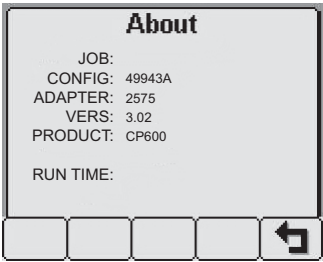 About
JOB:
CONFIG: 49943A
ADAPTER: 2575
VERS: 3.02
PRODUCT: CP600
RUN TIME: